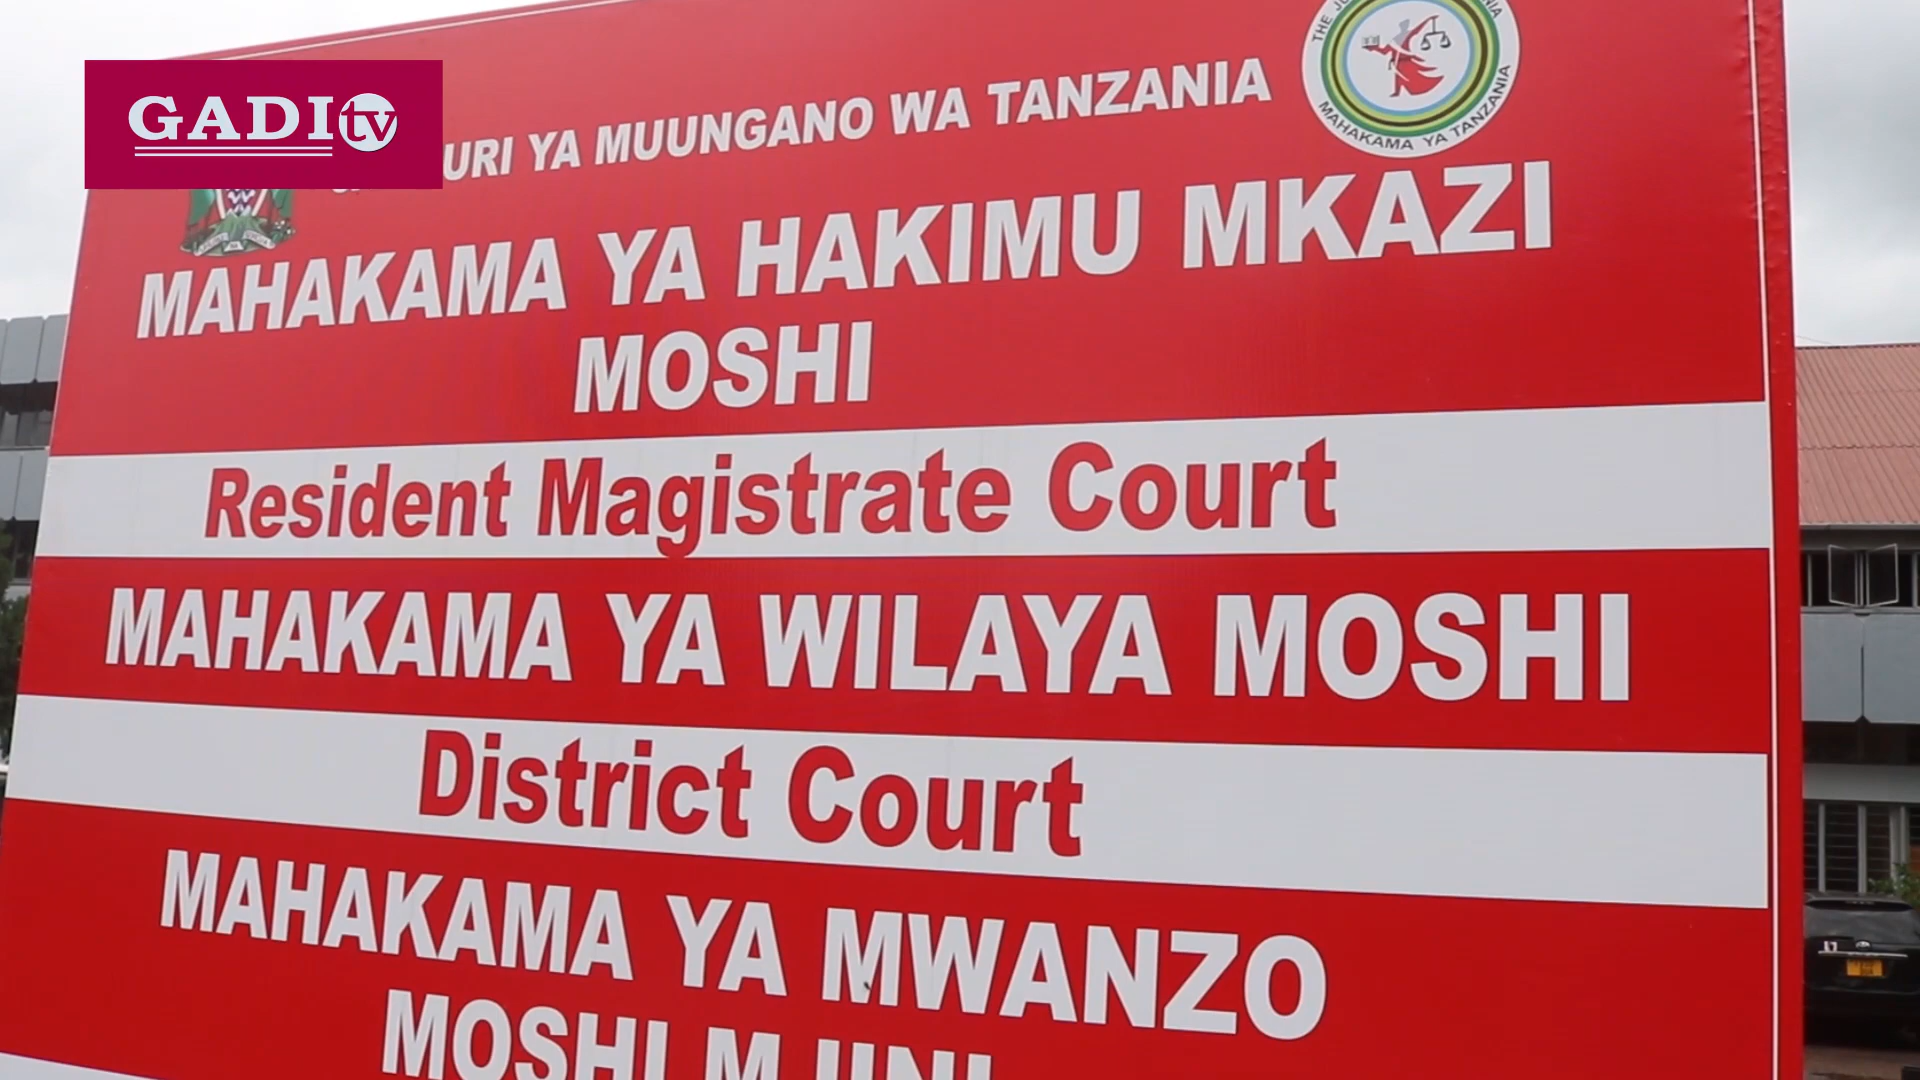 GADI tv
YA MUUNGANO WA TANZANIA
MAHAKAMA YA TANZANIA
MAHAKAMA YA HAKIMU MKAZI
MOSHI
Resident Magistrate Court
MAHAKAMA YA WILAYA MOSHI
District Court
MAHAKAMA YA MWANZO
MOSHI